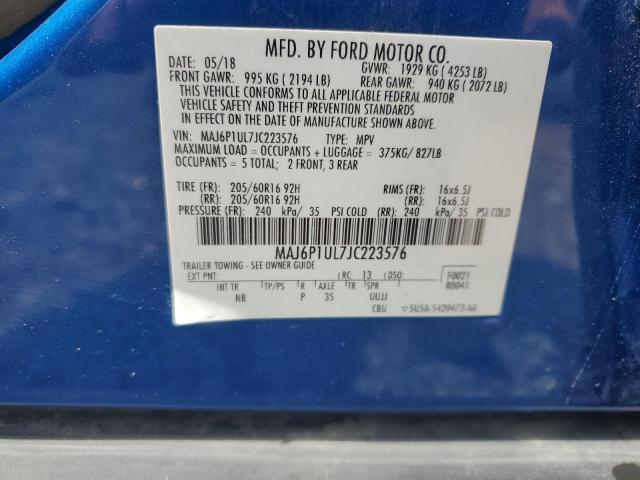 MFD. BY FORD MOTOR CO.
DATE: 05/18 GVWR: 1929 KG ( 4253 LB)
FRONT GAWR: 995 KG ( 2194 LB) REAR GAWR: 940 KG ( 2072 LB)
THIS VEHICLE CONFORMS TO ALL APPLICABLE FEDERAL MOTOR
VEHICLE SAFETY AND THEFT PREVENTION STANDARDS IN
EFFECT ON THE DATE OF MANUFACTURE SHOWN ABOVE.
VIN: MAJ6P1UL7JC223576 TYPE: MPV
MAXIMUM LOAD = OCCUPANTS + LUGGAGE = 375KG/ 827LB
OCCUPANTS = 5 TOTAL; 2 FRONT, 3 REAR
TIRE (FR): 205/60R16 92H RIMS (FR): 16x6.5J
(RR): 205/60R16 92H (RR): 16x6.5J
PRESSURE (FR): 240 kPa/ 35 PSI COLD (RR): 240 kPa/ 35 PSI COLD
MAJ6P1UL7JC223576
TRAILER TOWING - SEE OWNER GUIDE
EXT PNT: RC: 13 DSO: F0021
INT TR TP/PS R AXLE TR SPR R0041
NB P 35 UUJJ
CBU 5U5A-5420472-AA